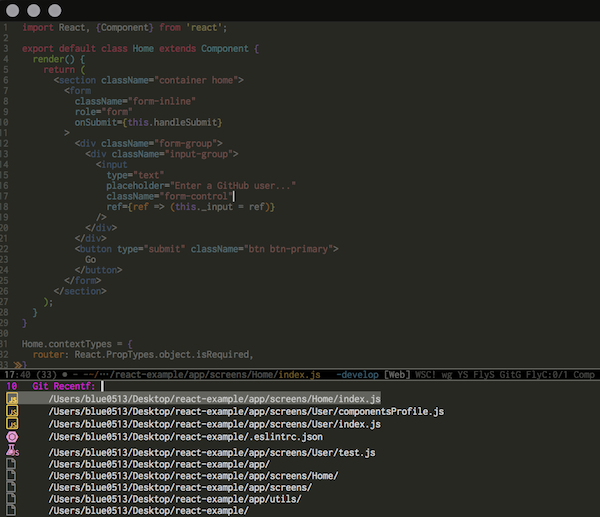 1 import React, {Component} from 'react';
2
3 export default class Home extends Component {
4 render() {
5 return (
6 <section className="container home">
7 <form
8 className="form-inline"
9 role="form"
10 onSubmit={this.handleSubmit}
11 >
12 <div className="form-group">
13 <div className="input-group">
14 <input
15 type="text"
16 placeholder="Enter a GitHub user..."
17 className="form-control"
18 ref={ref => (this._input = ref)}
19 />
20 </div>
21 </div>
22 <button type="submit" className="btn btn-primary">
23 Go
24 </button>
25 </form>
26 </section>
27 );
28 }
29 }
30
31 Home.contextTypes = {
32 router: React.PropTypes.object.isRequired,
33 }
17:40 (33) • - --/⋯/react-example/app/screens/Home/index.js -develop [Web] WSC! wg YS FlyS GitG FlyC:0/1 Comp
10 Git Recentf:
JS /Users/blue0513/Desktop/react-example/app/screens/Home/index.js
JS /Users/blue0513/Desktop/react-example/app/screens/User/componentsProfile.js
JS /Users/blue0513/Desktop/react-example/app/screens/User/index.js
/Users/blue0513/Desktop/react-example/.eslintrc.json
JS /Users/blue0513/Desktop/react-example/app/screens/User/test.js
/Users/blue0513/Desktop/react-example/app/
/Users/blue0513/Desktop/react-example/app/screens/Home/
/Users/blue0513/Desktop/react-example/app/screens/
/Users/blue0513/Desktop/react-example/app/utils/
/Users/blue0513/Desktop/react-example/